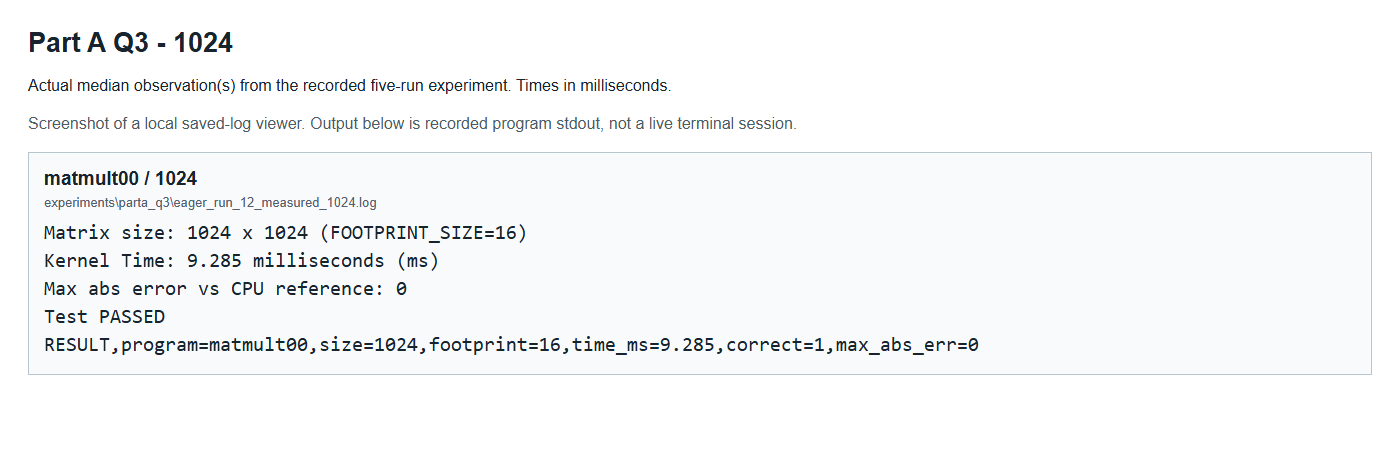 Part A Q3 - 1024
Actual median observation(s) from the recorded five-run experiment. Times in milliseconds.
Screenshot of a local saved-log viewer. Output below is recorded program stdout, not a live terminal session.
matmult00 / 1024
experiments\parta_q3\eager_run_12_measured_1024.log
Matrix size: 1024 x 1024 (FOOTPRINT_SIZE=16)
Kernel Time: 9.285 milliseconds (ms)
Max abs error vs CPU reference: 0
Test PASSED
RESULT,program=matmult00,size=1024,footprint=16,time_ms=9.285,correct=1,max_abs_err=0